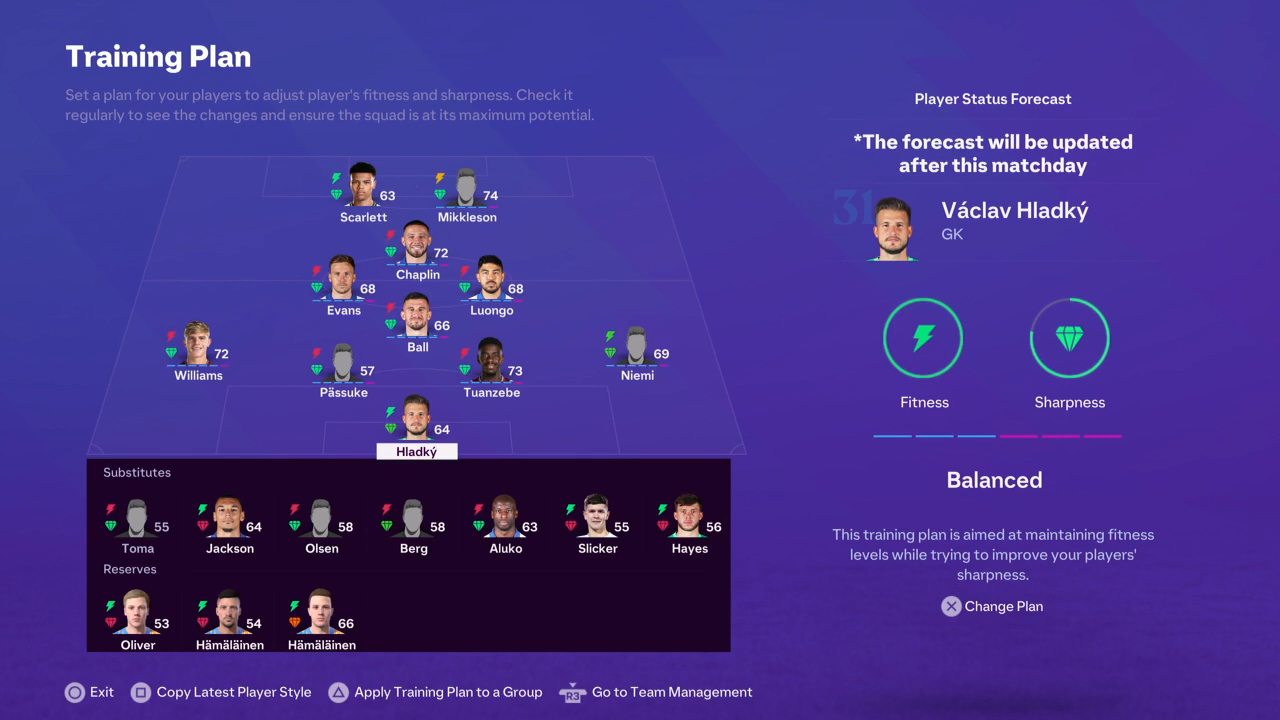 Training Plan
Set a plan for your players to adjust player's fitness and sharpness. Check it
regularly to see the changes and ensure the squad is at its maximum potential.
63
Scarlett
74
Mikkleson
72
Chaplin
68
Evans
68
Luongo
66
Ball
72
Williams
57
Pässuke
73
Tuanzebe
69
Niemi
64
Hladký
Substitutes
55
Toma
64
Jackson
58
Olsen
58
Berg
63
Aluko
55
Slicker
56
Hayes
Reserves
53
Oliver
54
Hämäläinen
66
Hämäläinen
Player Status Forecast
*The forecast will be updated
after this matchday
31
Václav Hladký
GK
Fitness
Sharpness
Balanced
This training plan is aimed at maintaining fitness
levels while trying to improve your players'
sharpness.
Change Plan
Exit
Copy Latest Player Style
Apply Training Plan to a Group
R3
Go to Team Management